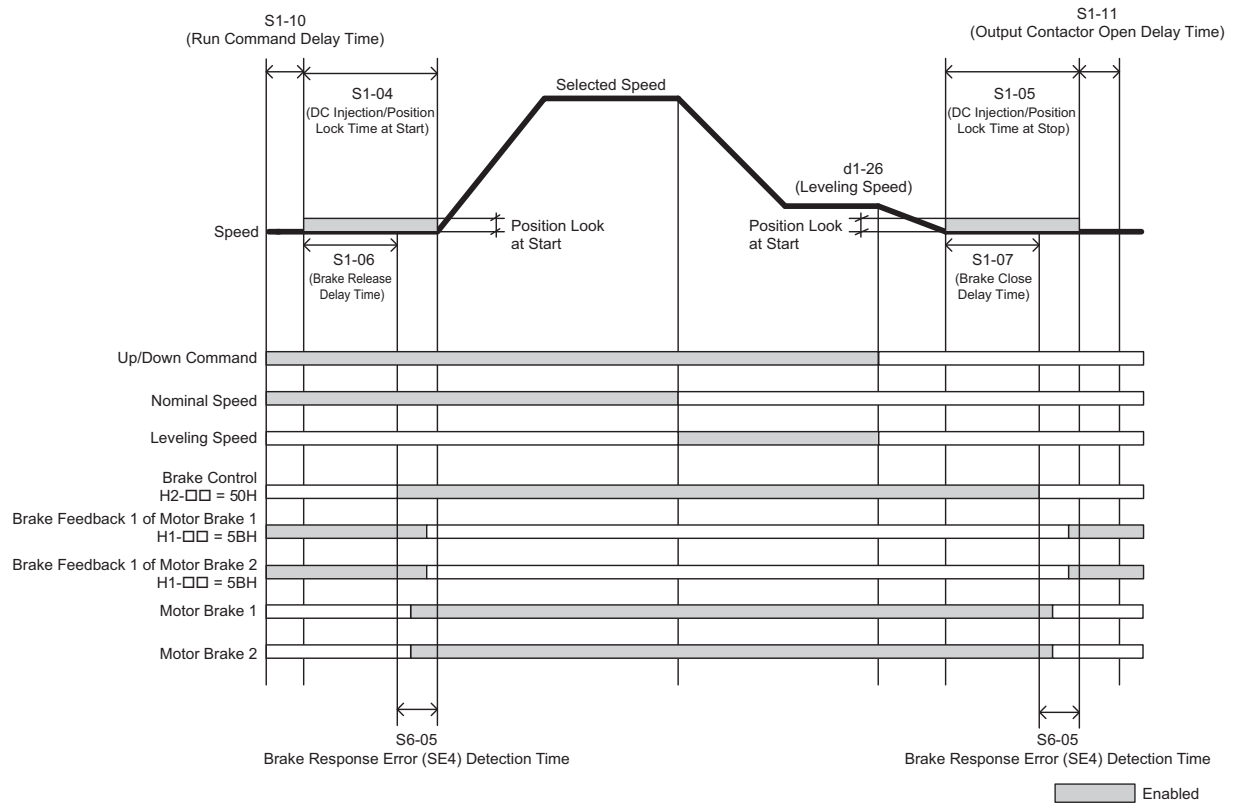 S1-10
(Run Command Delay Time)
S1-11
(Output Contactor Open Delay Time)
S1-04
(DC Injection/Position
Lock Time at Start)
Selected Speed
S1-05
(DC Injection/Position
Lock Time at Stop)
d1-26
(Leveling Speed)
Speed
Position Look
at Start
Position Look
at Start
S1-06
(Brake Release
Delay Time)
S1-07
(Brake Close
Delay Time)
Up/Down Command
Nominal Speed
Leveling Speed
Brake Control
H2-□□ = 50H
Brake Feedback 1 of Motor Brake 1
H1-□□ = 5BH
Brake Feedback 1 of Motor Brake 2
H1-□□ = 5BH
Motor Brake 1
Motor Brake 2
S6-05
Brake Response Error (SE4) Detection Time
S6-05
Brake Response Error (SE4) Detection Time
Enabled